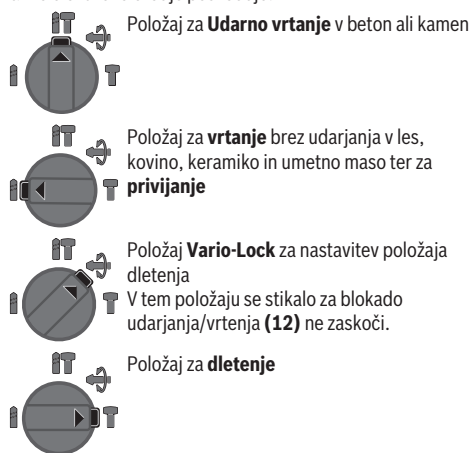 Položaj za Udarno vrtanje v beton ali kamen
Položaj za vrtanje brez udarjanja v les,
kovino, keramiko in umetno maso ter za
privijanje
Položaj Vario-Lock za nastavitev položaja
dletenja
V tem položaju se stikalo za blokado
udarjanja/vrtenja (12) ne zaskoči.
Položaj za dletenje